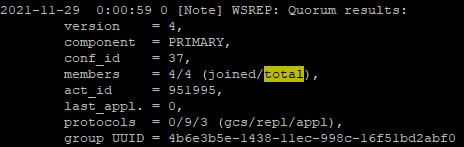 2021-11-29  0:00:59 0 [Note] WSREP: Quorum results:
version    = 4,
component  = PRIMARY,
conf_id    = 37,
members    = 4/4 (joined/total),
act_id     = 951995,
last_appl. = 0,
protocols  = 0/9/3 (gcs/repl/appl),
group UUID = 4b6e3b5e-1438-11ec-998c-16f51bd2abf0